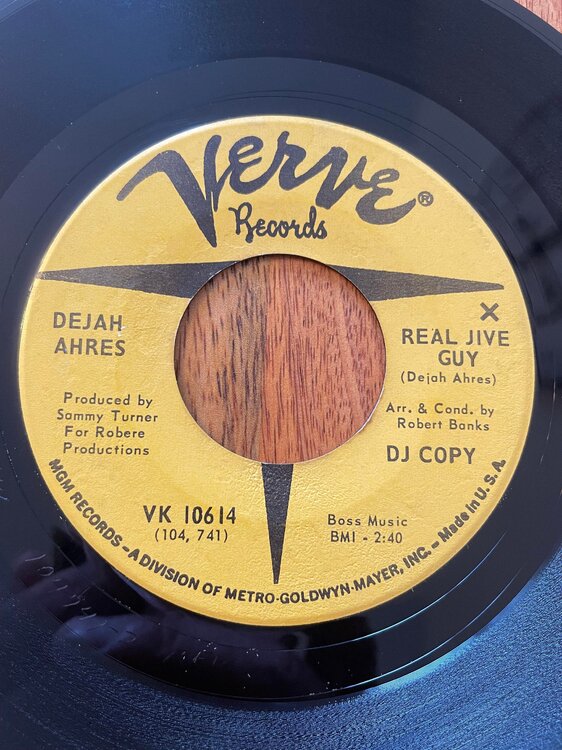 Verve®
Records
DEJAH
AHRES
Produced by
Sammy Turner
For Robere
Productions
VK 10614
(104, 741)
X
REAL JIVE
GUY
(Dejah Ahres)
Arr. & Cond. by
Robert Banks
DJ COPY
Boss Music
BMI - 2:40
MGM RECORDS - A DIVISION OF METRO-GOLDWYN-MAYER, INC. - Made in U.S.A.